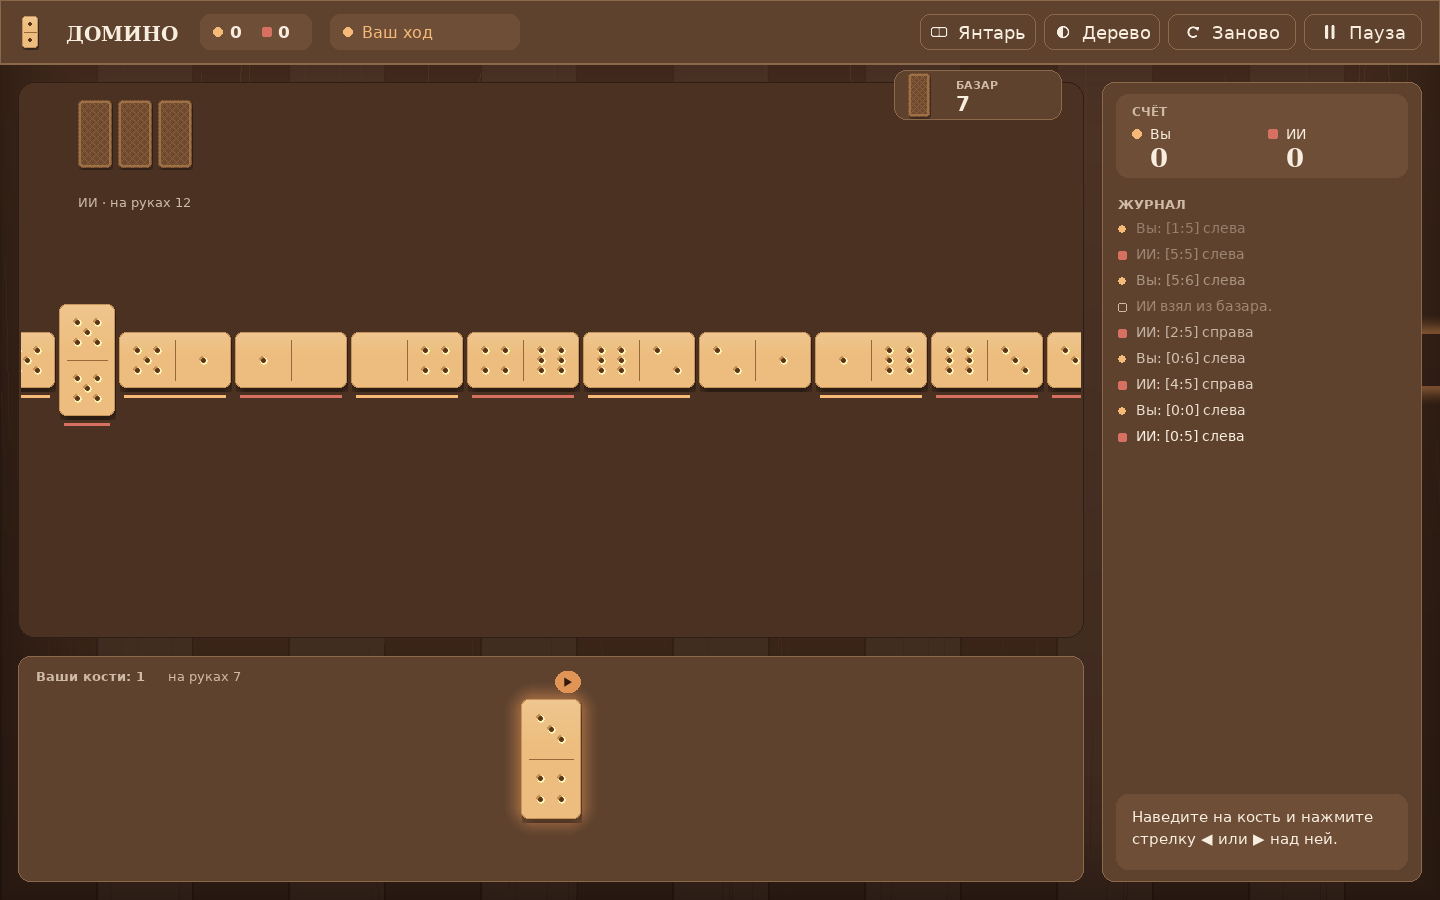 ДОМИНО
0 0
Ваш ход
Янтарь
Дерево
Заново
Пауза
БАЗАР
7
ИИ · на руках 12
СЧЁТ
Вы ИИ
0 0
ЖУРНАЛ
Вы: [1:5] слева
ИИ: [5:5] слева
Вы: [5:6] слева
ИИ взял из базара.
ИИ: [2:5] справа
Вы: [0:6] слева
ИИ: [4:5] справа
Вы: [0:0] слева
ИИ: [0:5] слева
Ваши кости: 1 на руках 7
Наведите на кость и нажмите
стрелку ◀ или ▶ над ней.